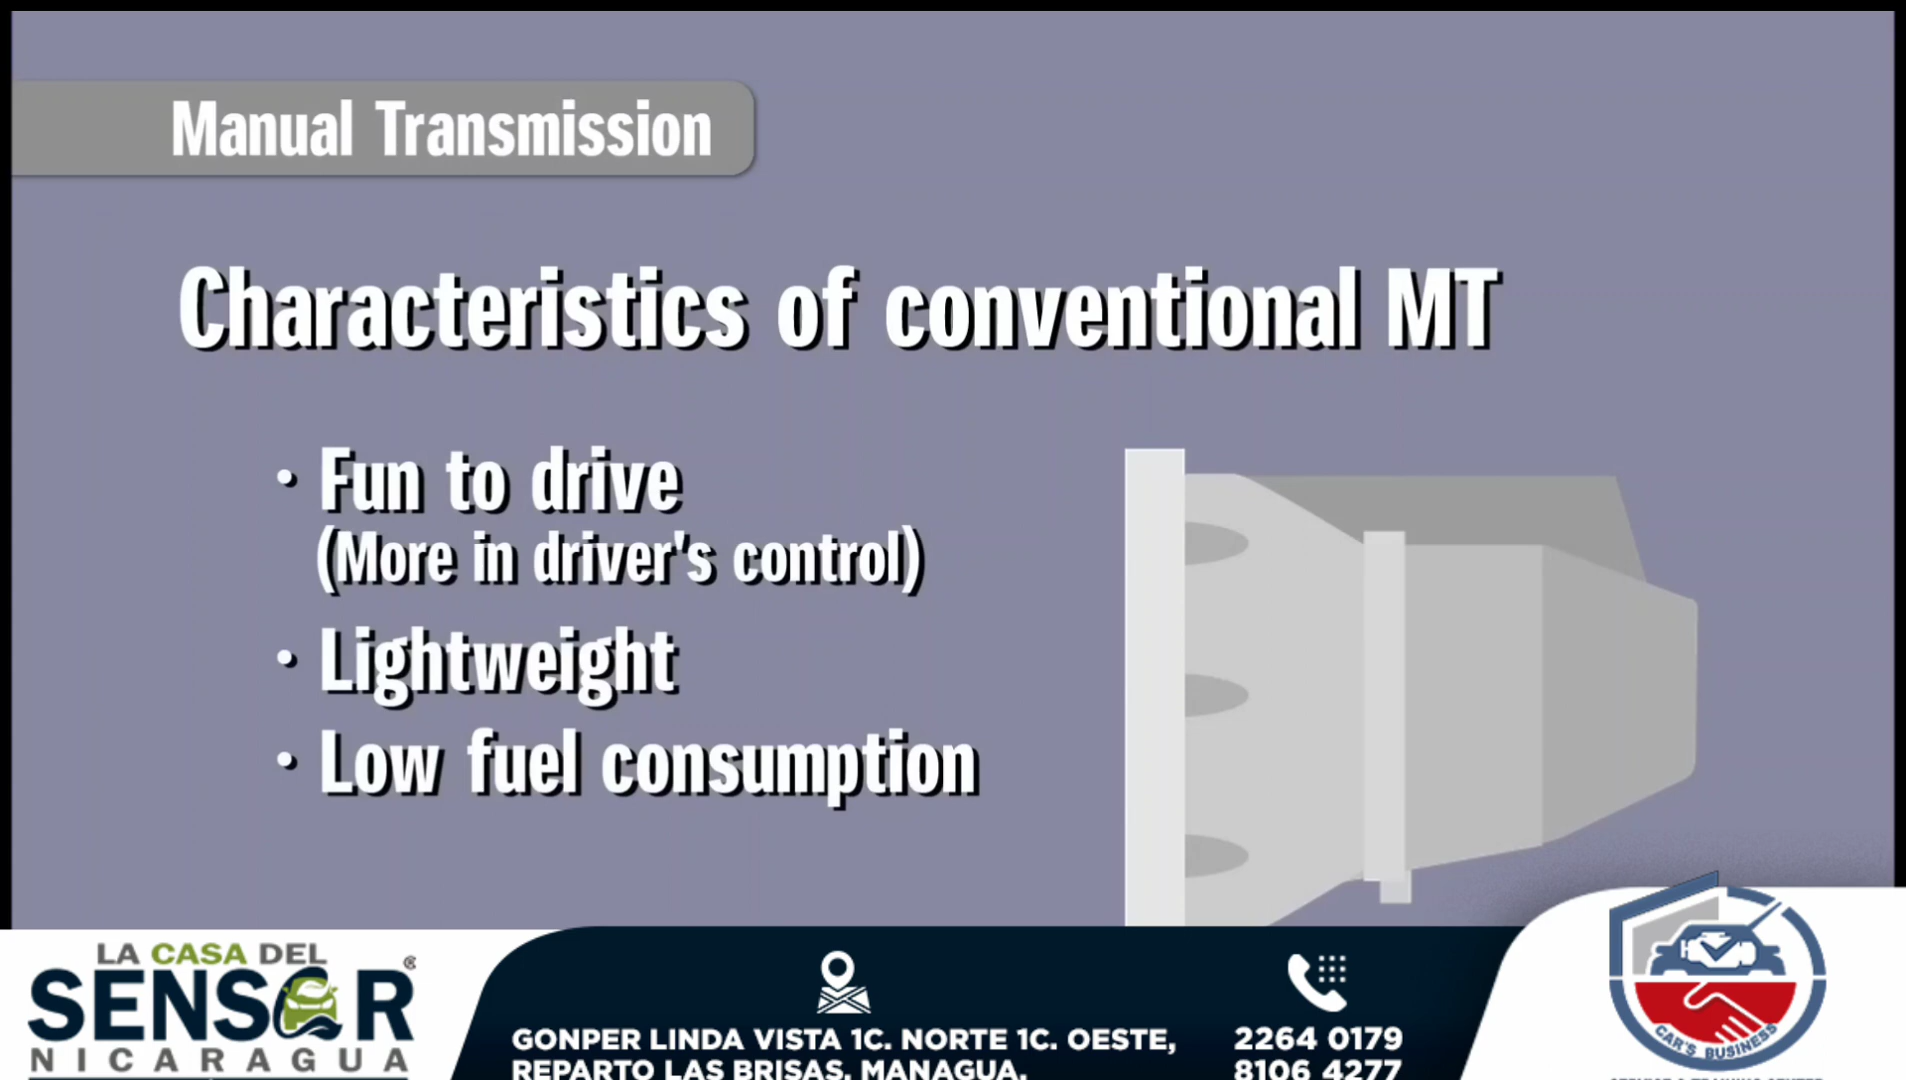 Manual Transmission
Characteristics of conventional MT
• Fun to drive
(More in driver's control)
• Lightweight
• Low fuel consumption
LA CASA DEL
SENSOR
NICARAGUA
GONPER LINDA VISTA 1C. NORTE 1C. OESTE,
REPARTO LAS BRISAS, MANAGUA.
2264 0179
8106 4277
CAR'S BUSINESS